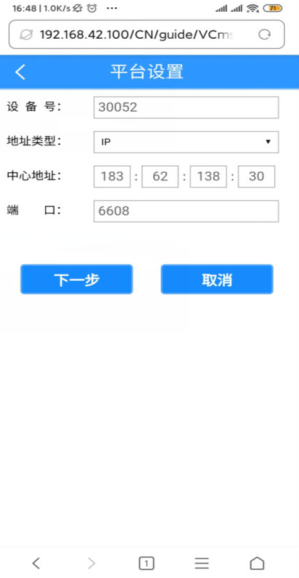 16:48 | 1.0K/s ... 71
192.168.42.100/CN/guide/VCm
平台设置
设 备 号： 30052
地址类型： IP
中心地址： 183 : 62 : 138 : 30
端 口： 6608
下一步 取消
1